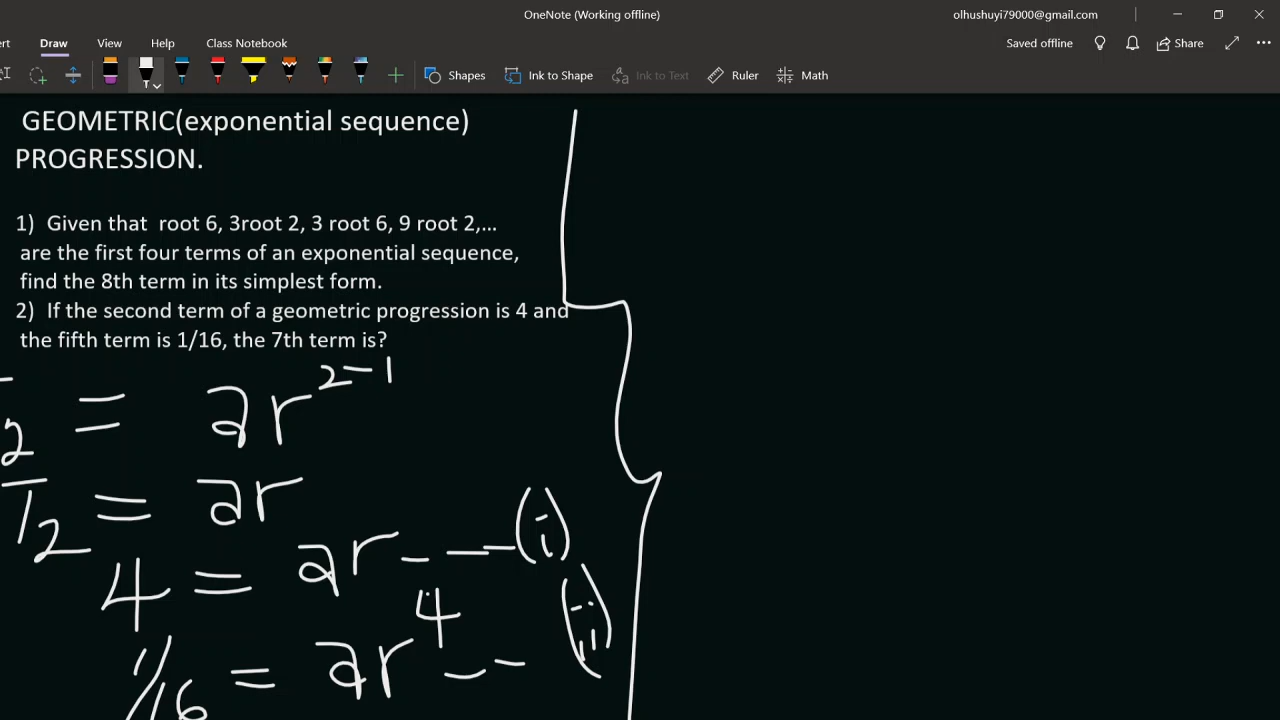 OneNote (Working offline)
olhushuyi79000@gmail.com
Draw View Help Class Notebook
Saved offline
Share
Shapes
Ink to Shape
Ink to Text
Ruler
Math
GEOMETRIC(exponential sequence)
PROGRESSION.
1) Given that root 6, 3root 2, 3 root 6, 9 root 2,...
are the first four terms of an exponential sequence,
find the 8th term in its simplest form.
2) If the second term of a geometric progression is 4 and
the fifth term is 1/16, the 7th term is?
2 = ar^2-1
T2 = ar
4 = ar - -- (i)
1/16 = ar^4 - - (ii)